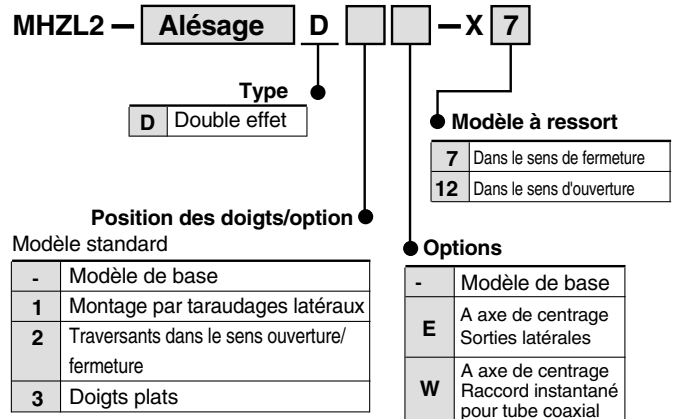 MHZL2 — Alésage D — X 7
Type
D Double effet
Modèle à ressort
7 Dans le sens de fermeture
12 Dans le sens d'ouverture
Position des doigts/option
Modèle standard
- Modèle de base
1 Montage par taraudages latéraux
2 Traversants dans le sens ouverture/
fermeture
3 Doigts plats
Options
- Modèle de base
E A axe de centrage
Sorties latérales
W A axe de centrage
Raccord instantané
pour tube coaxial